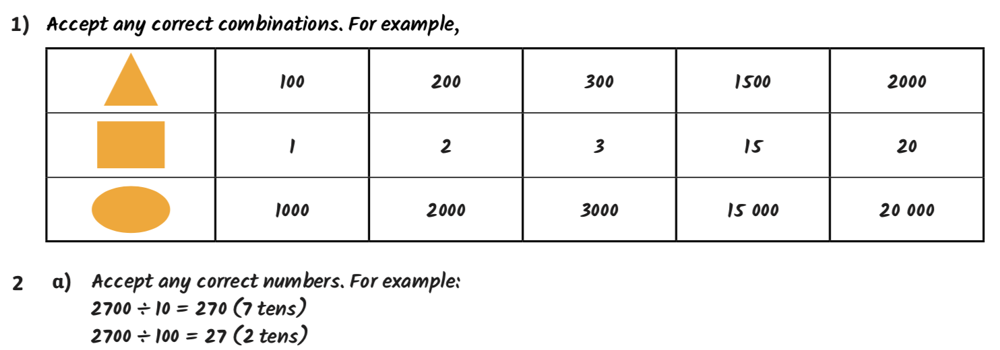 1) Accept any correct combinations. For example,
100 200 300 1500 2000
1 2 3 15 20
1000 2000 3000 15 000 20 000
2 a) Accept any correct numbers. For example:
2700 ÷ 10 = 270 (7 tens)
2700 ÷ 100 = 27 (2 tens)